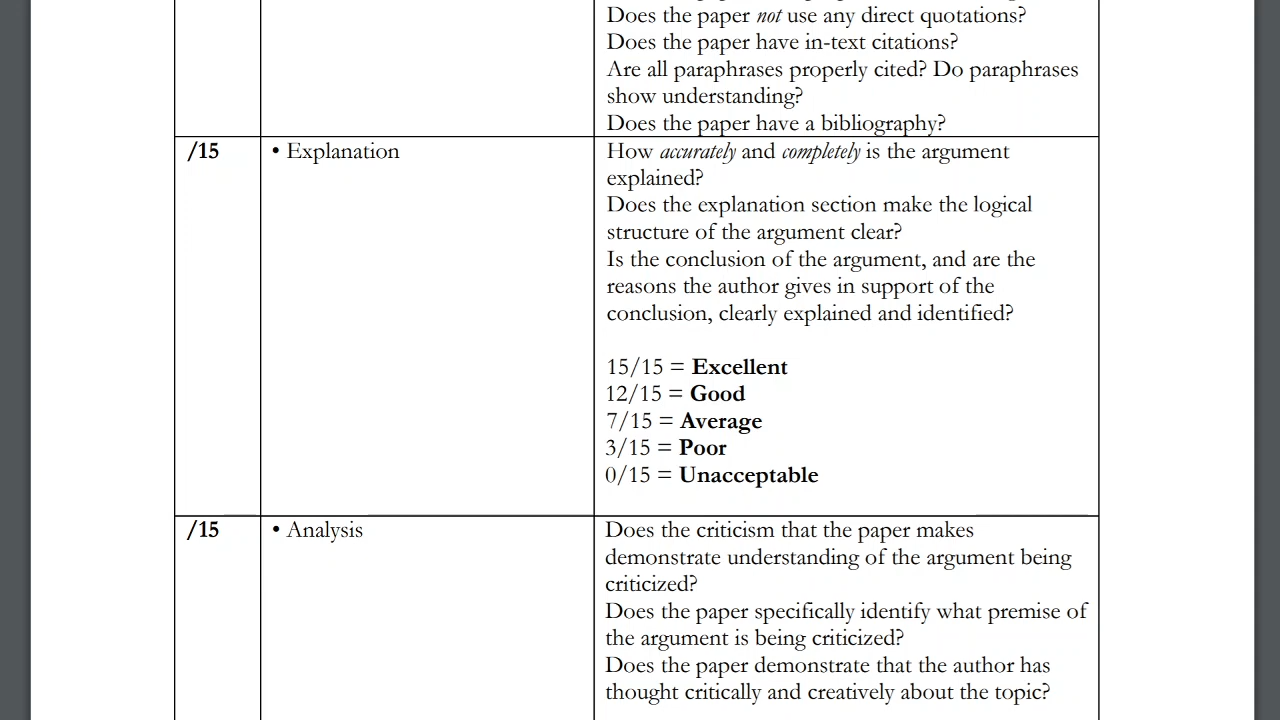 Does the paper not use any direct quotations?
Does the paper have in-text citations?
Are all paraphrases properly cited? Do paraphrases
show understanding?
Does the paper have a bibliography?
/15
• Explanation
How accurately and completely is the argument
explained?
Does the explanation section make the logical
structure of the argument clear?
Is the conclusion of the argument, and are the
reasons the author gives in support of the
conclusion, clearly explained and identified?
15/15 = Excellent
12/15 = Good
7/15 = Average
3/15 = Poor
0/15 = Unacceptable
/15
• Analysis
Does the criticism that the paper makes
demonstrate understanding of the argument being
criticized?
Does the paper specifically identify what premise of
the argument is being criticized?
Does the paper demonstrate that the author has
thought critically and creatively about the topic?